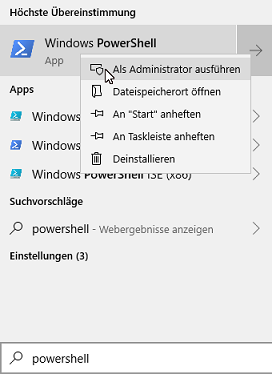 Höchste Übereinstimmung
Windows PowerShell
App
Als Administrator ausführen
Dateispeicherort öffnen
An "Start" anheften
An Taskleiste anheften
Deinstallieren
Apps
Windows
Windows
Windows PowerShell ISE (x86)
Suchvorschläge
powershell - Webergebnisse anzeigen
Einstellungen (3)
powershell